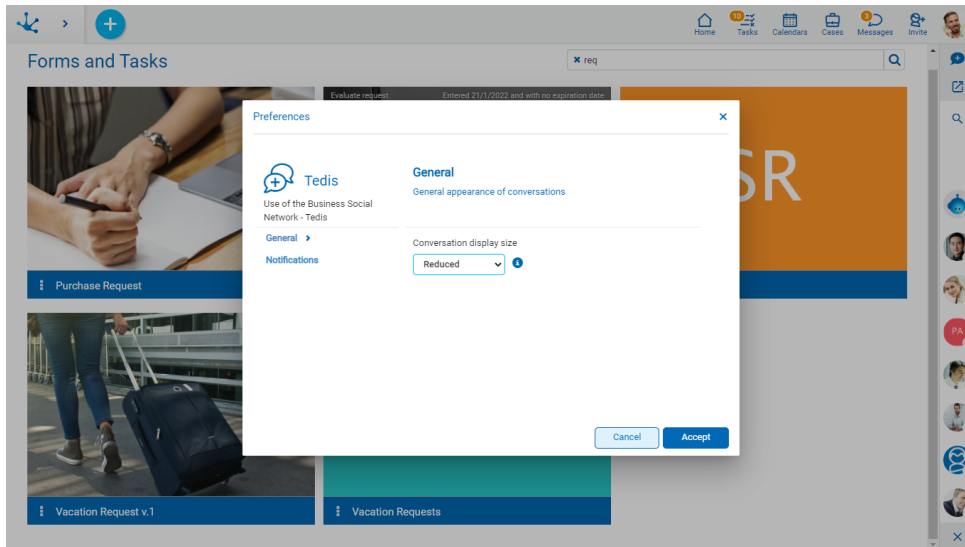 10
3
Home
Tasks
Calendars
Cases
Messages
Invite
Forms and Tasks
req
Evaluate request
Entered 21/1/2022 and with no expiration date
SR
Preferences
Tedis
Use of the Business Social
Network - Tedis
General
Notifications
General
General appearance of conversations
Conversation display size
Reduced
Cancel
Accept
Purchase Request
PA
Vacation Request v.1
Vacation Requests